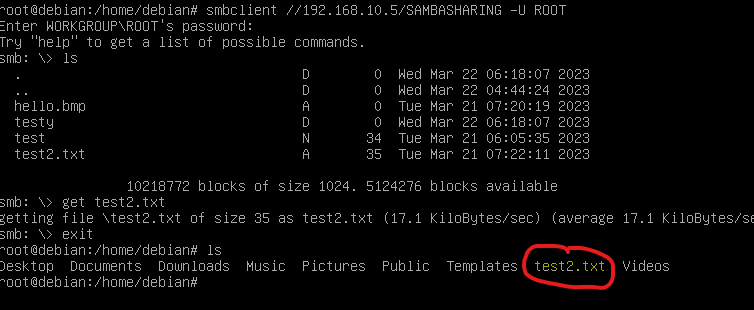 root@debian:/home/debian# smbclient //192.168.10.5/SAMBASHARING -U ROOT
Enter WORKGROUP\ROOT's password:
Try "help" to get a list of possible commands.
smb: \> ls
. D 0 Wed Mar 22 06:18:07 2023
.. D 0 Wed Mar 22 04:44:24 2023
hello.bmp A 0 Tue Mar 21 07:20:19 2023
testy D 0 Wed Mar 22 06:18:07 2023
test N 34 Tue Mar 21 06:05:35 2023
test2.txt A 35 Tue Mar 21 07:22:11 2023
10218772 blocks of size 1024. 5124276 blocks available
smb: \> get test2.txt
getting file \test2.txt of size 35 as test2.txt (17.1 KiloBytes/sec) (average 17.1 KiloBytes/se
smb: \> exit
root@debian:/home/debian# ls
Desktop Documents Downloads Music Pictures Public Templates test2.txt Videos
root@debian:/home/debian#